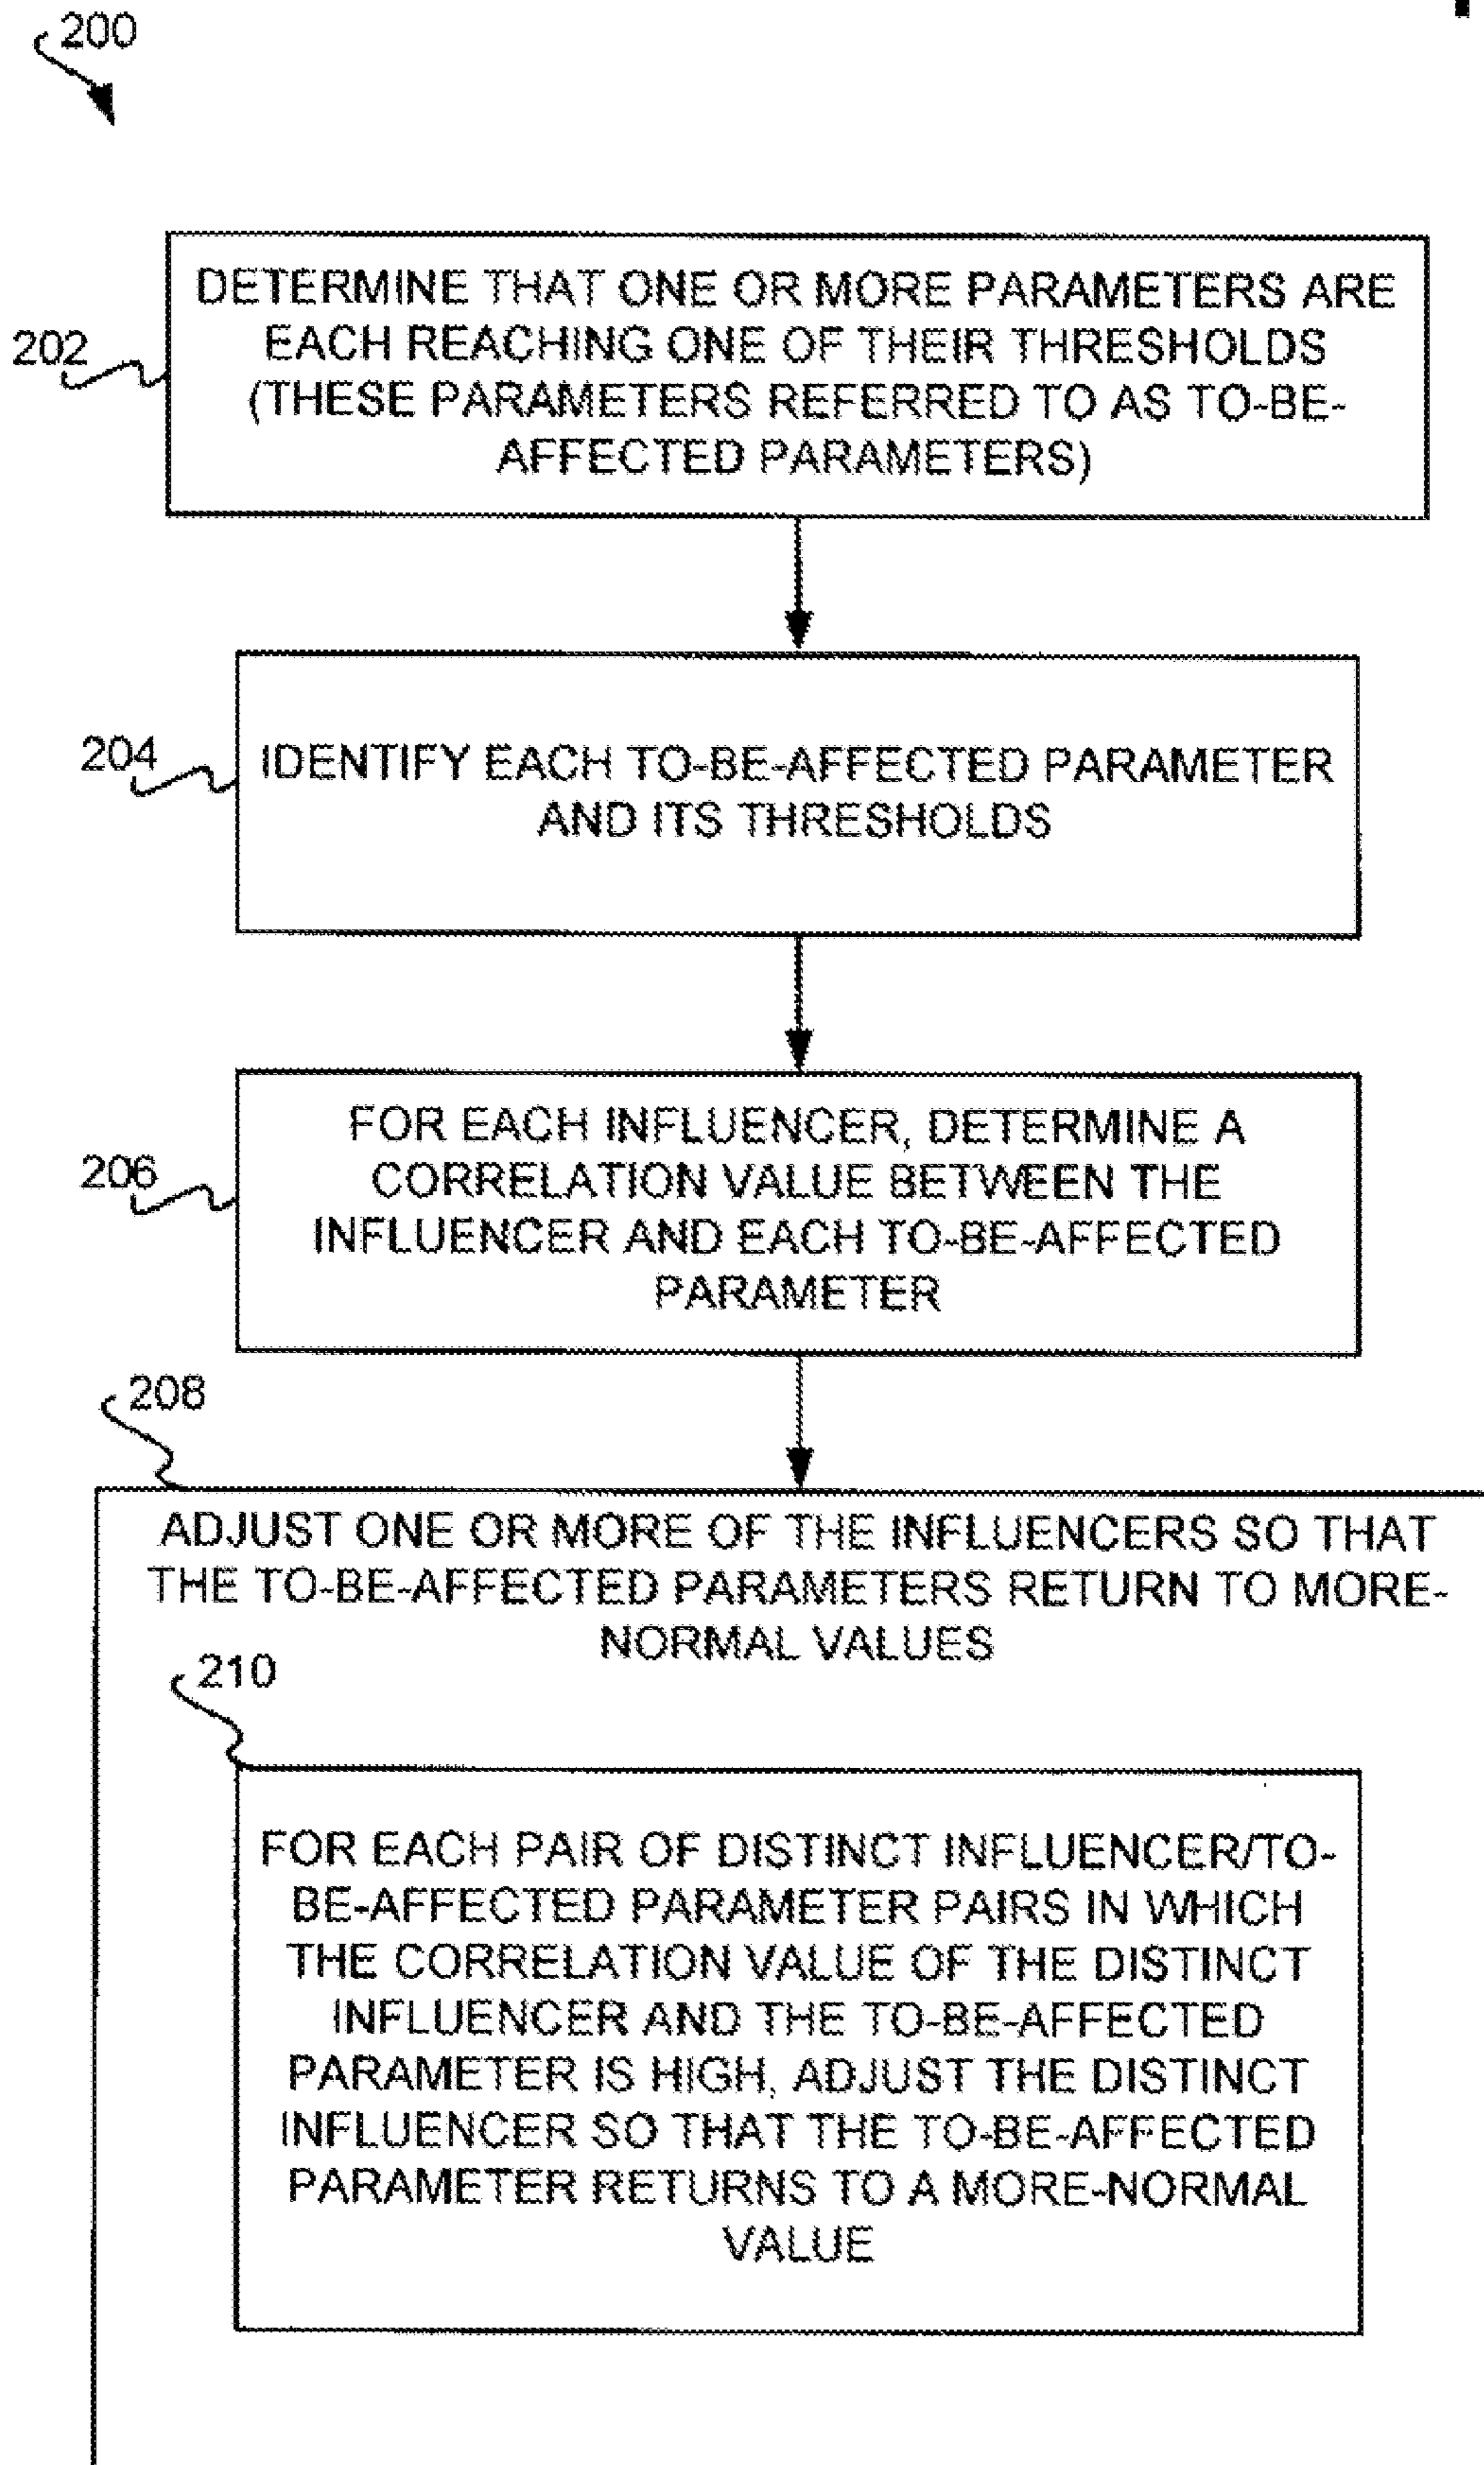 200
DETERMINE THAT ONE OR MORE PARAMETERS ARE
EACH REACHING ONE OF THEIR THRESHOLDS
(THESE PARAMETERS REFERRED TO AS TO-BE-
AFFECTED PARAMETERS)
202
IDENTIFY EACH TO-BE-AFFECTED PARAMETER
AND ITS THRESHOLDS
204
FOR EACH INFLUENCER, DETERMINE A
CORRELATION VALUE BETWEEN THE
INFLUENCER AND EACH TO-BE-AFFECTED
PARAMETER
206
208
ADJUST ONE OR MORE OF THE INFLUENCERS SO THAT
THE TO-BE-AFFECTED PARAMETERS RETURN TO MORE-
NORMAL VALUES
210
FOR EACH PAIR OF DISTINCT INFLUENCER/TO-
BE-AFFECTED PARAMETER PAIRS IN WHICH
THE CORRELATION VALUE OF THE DISTINCT
INFLUENCER AND THE TO-BE-AFFECTED
PARAMETER IS HIGH, ADJUST THE DISTINCT
INFLUENCER SO THAT THE TO-BE-AFFECTED
PARAMETER RETURNS TO A MORE-NORMAL
VALUE